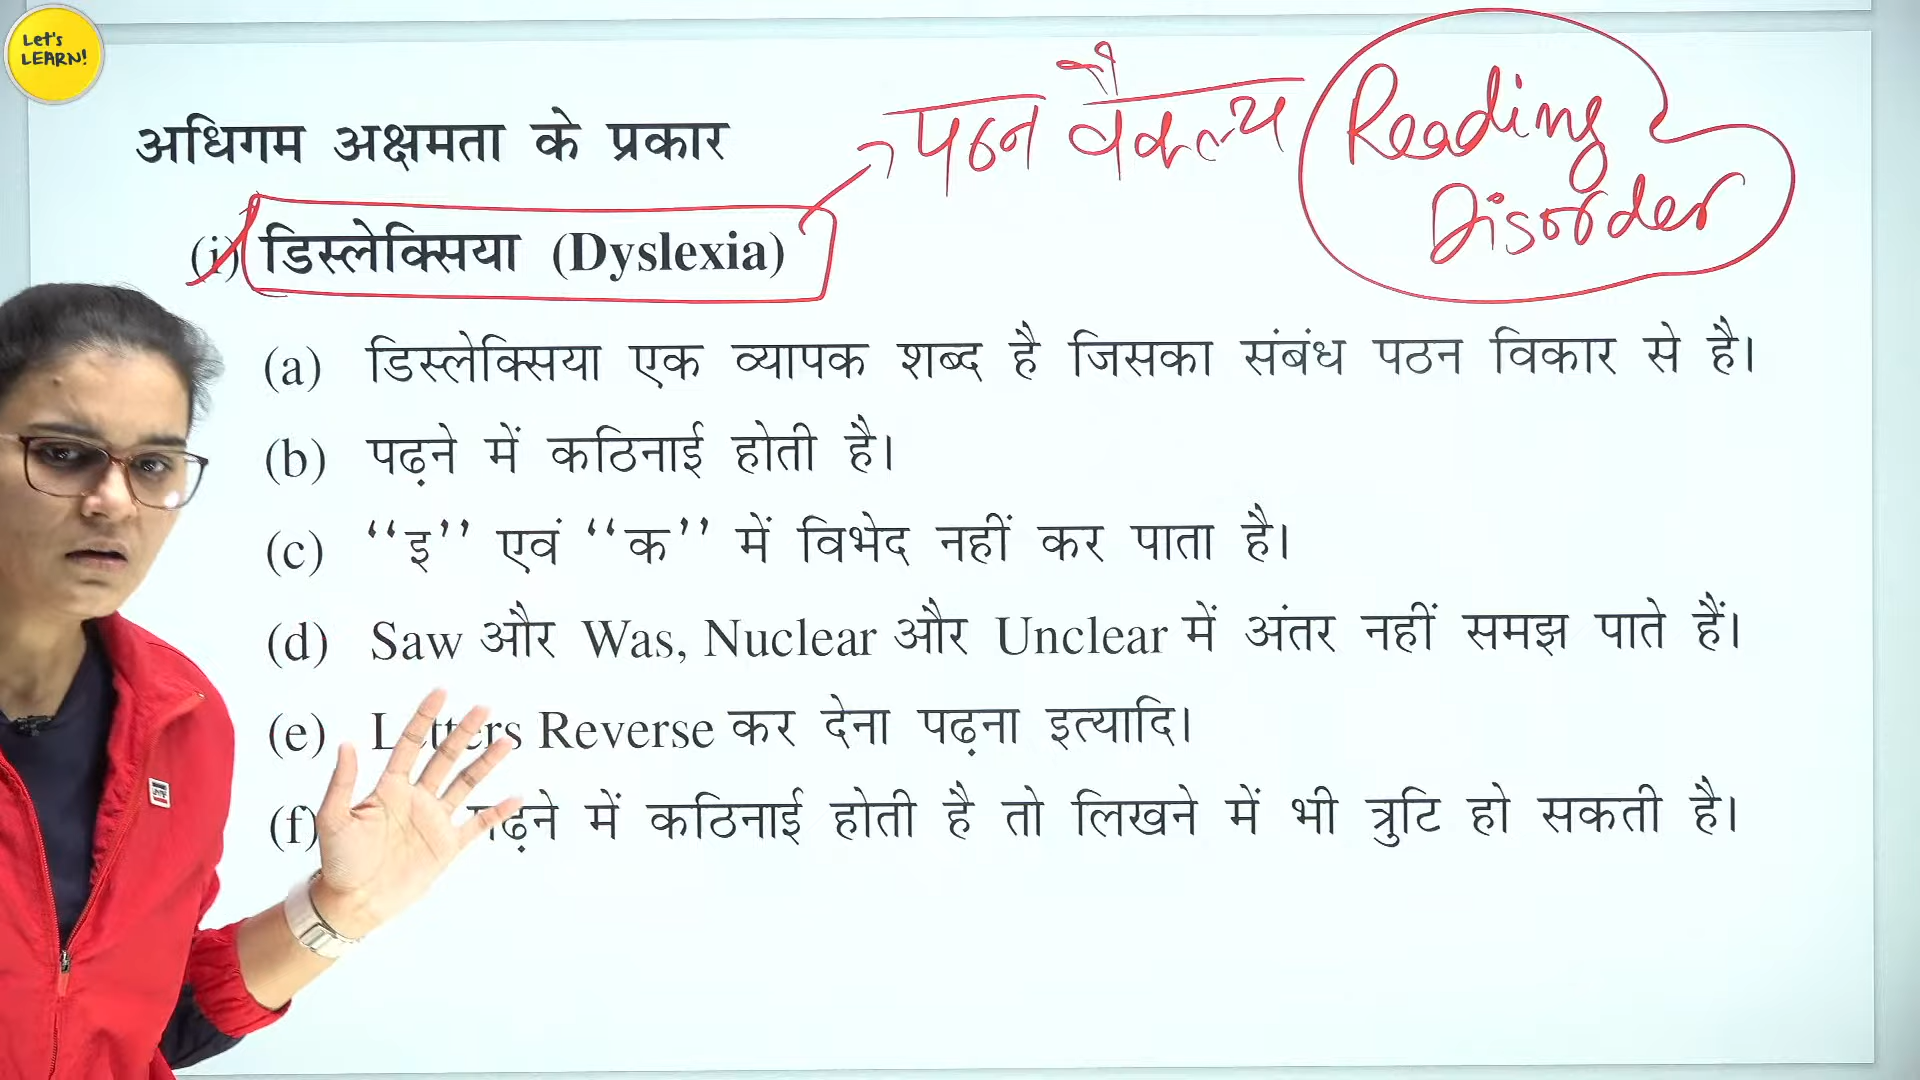 Let's
LEARN!
अधिगम अक्षमता के प्रकार
पठन वैकल्य
Reading
Disorder
(i) डिस्लेक्सिया (Dyslexia)
(a) डिस्लेक्सिया एक व्यापक शब्द है जिसका संबंध पठन विकार से है।
(b) पढ़ने में कठिनाई होती है।
(c) ‘‘इ’’ एवं ‘‘क’’ में विभेद नहीं कर पाता है।
(d) Saw और Was, Nuclear और Unclear में अंतर नहीं समझ पाते हैं।
(e) Letters Reverse कर देना पढ़ना इत्यादि।
(f) पढ़ने में कठिनाई होती है तो लिखने में भी त्रुटि हो सकती है।